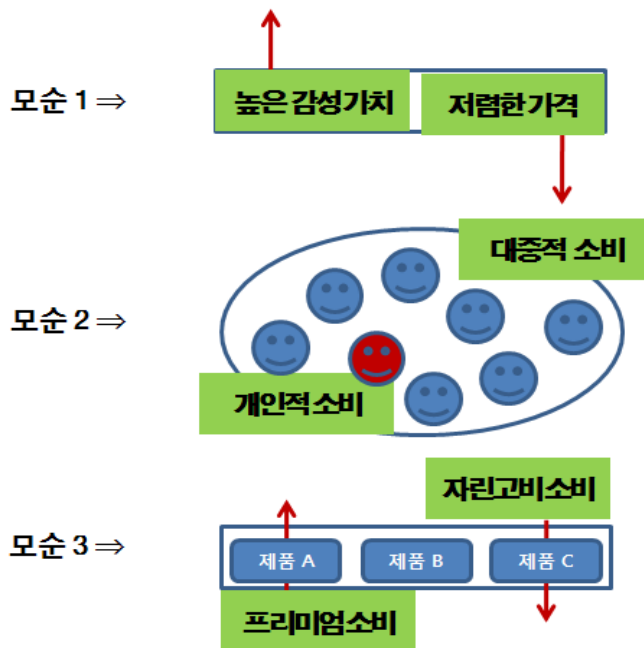 모순 1 ⇒
높은 감성가치
저렴한 가격
모순 2 ⇒
대중적 소비
개인적 소비
모순 3 ⇒
자린고비 소비
제품 A
제품 B
제품 C
프리미엄 소비